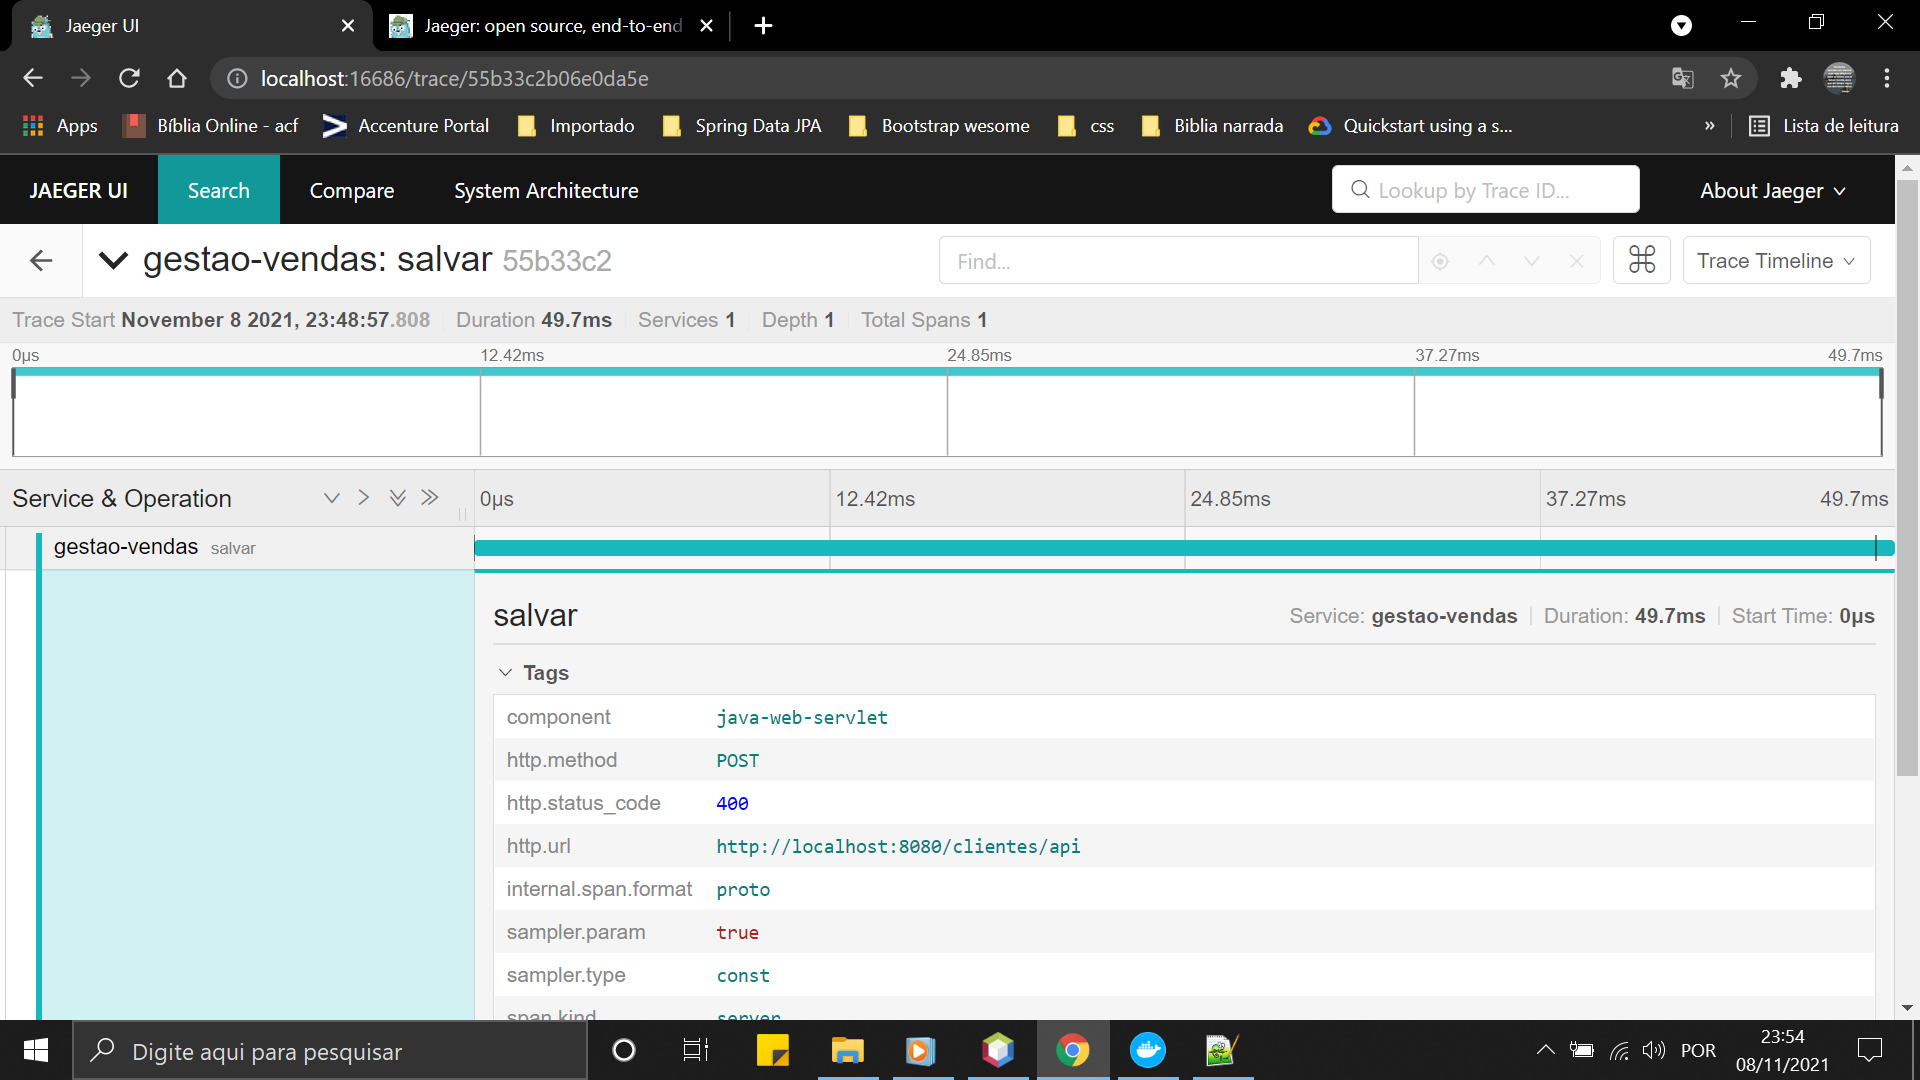 Jaeger UI
Jaeger: open source, end-to-end
localhost:16686/trace/55b33c2b06e0da5e
Apps
Bíblia Online - acf
Accenture Portal
Importado
Spring Data JPA
Bootstrap wesome
css
Biblia narrada
Quickstart using a s...
»
Lista de leitura
JAEGER UI
Search
Compare
System Architecture
Lookup by Trace ID...
About Jaeger
gestao-vendas: salvar 55b33c2
Find...
Trace Timeline
Trace Start November 8 2021, 23:48:57.808
Duration 49.7ms
Services 1
Depth 1
Total Spans 1
0μs
12.42ms
24.85ms
37.27ms
49.7ms
Service & Operation
0μs
12.42ms
24.85ms
37.27ms
49.7ms
gestao-vendas salvar
salvar
Service: gestao-vendas
Duration: 49.7ms
Start Time: 0μs
Tags
component java-web-servlet
http.method POST
http.status_code 400
http.url http://localhost:8080/clientes/api
internal.span.format proto
sampler.param true
sampler.type const
span.kind server
Digite aqui para pesquisar
POR
23:54
08/11/2021